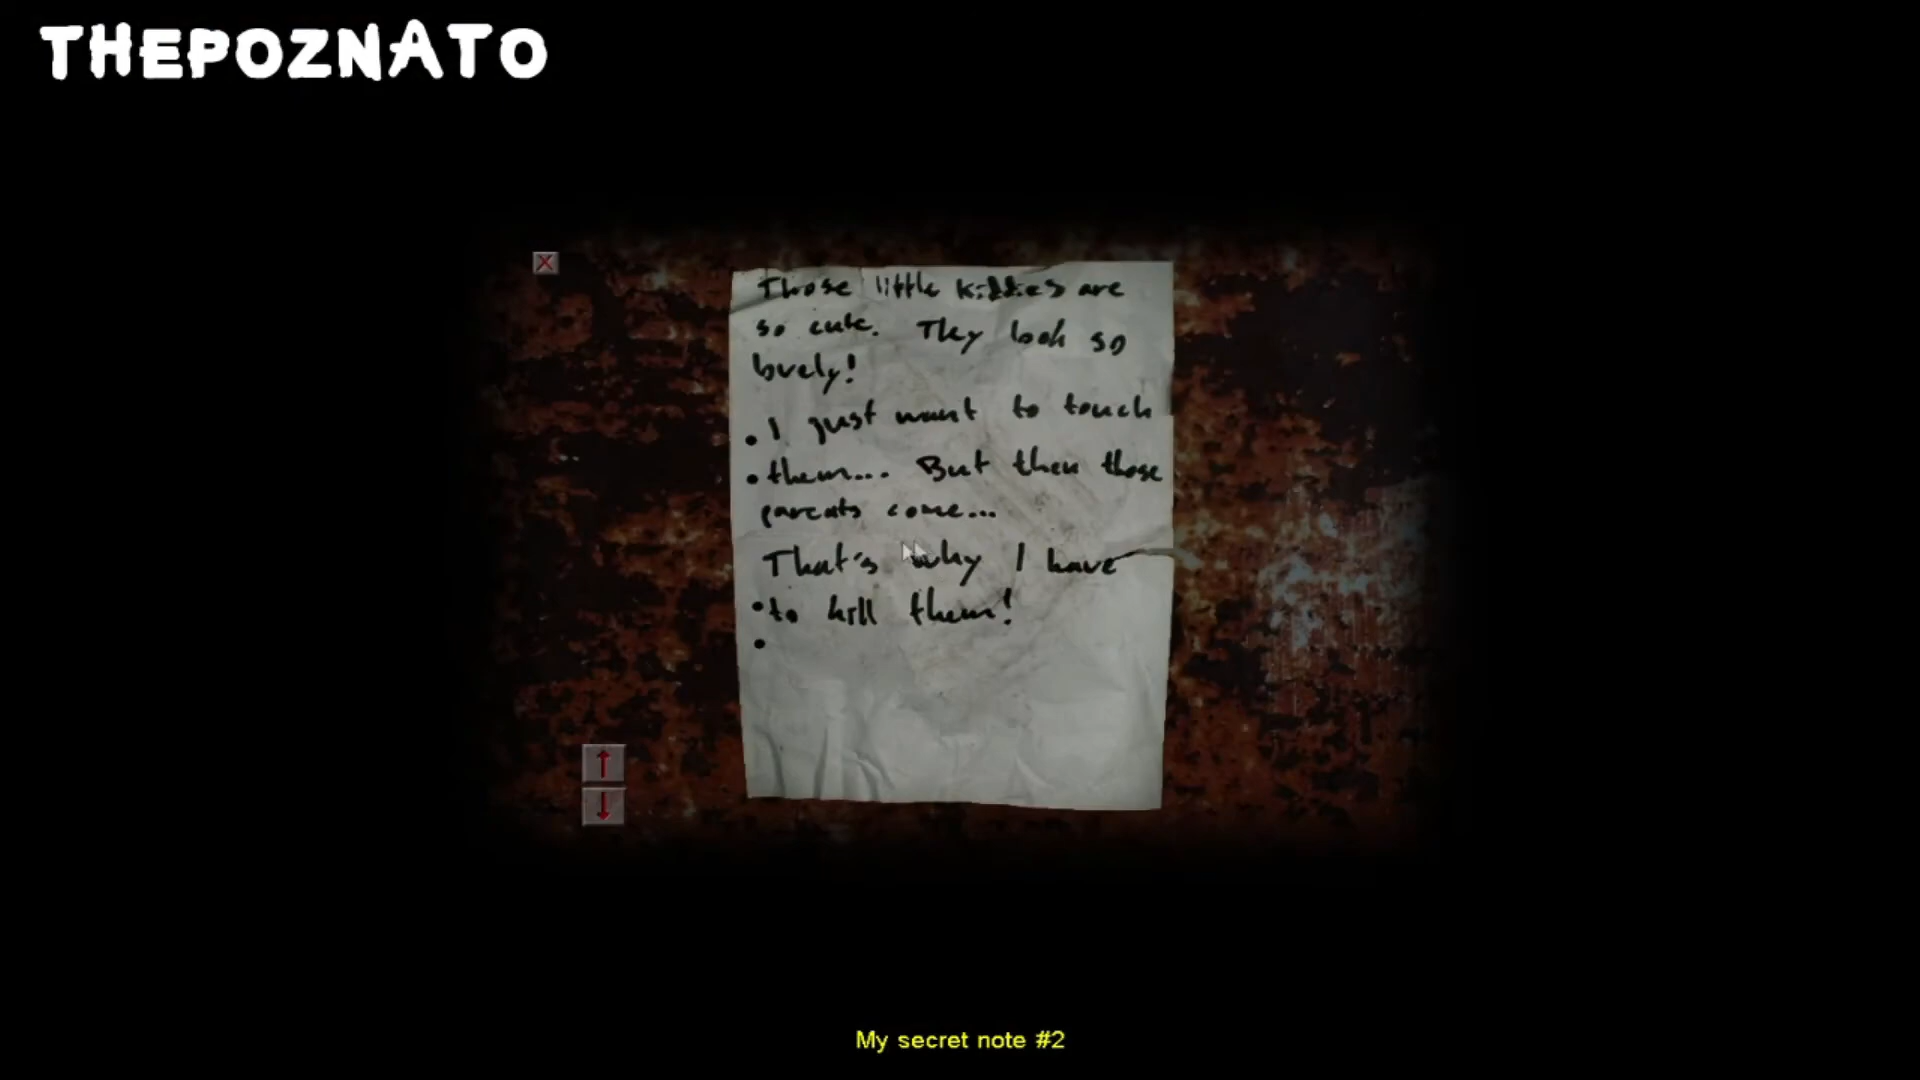 THEPOZNATO
Those little kiddies are
so cute. They look so
lovely!
I just want to touch
them... But then those
parents come...
That's why I have
to kill them!
My secret note #2